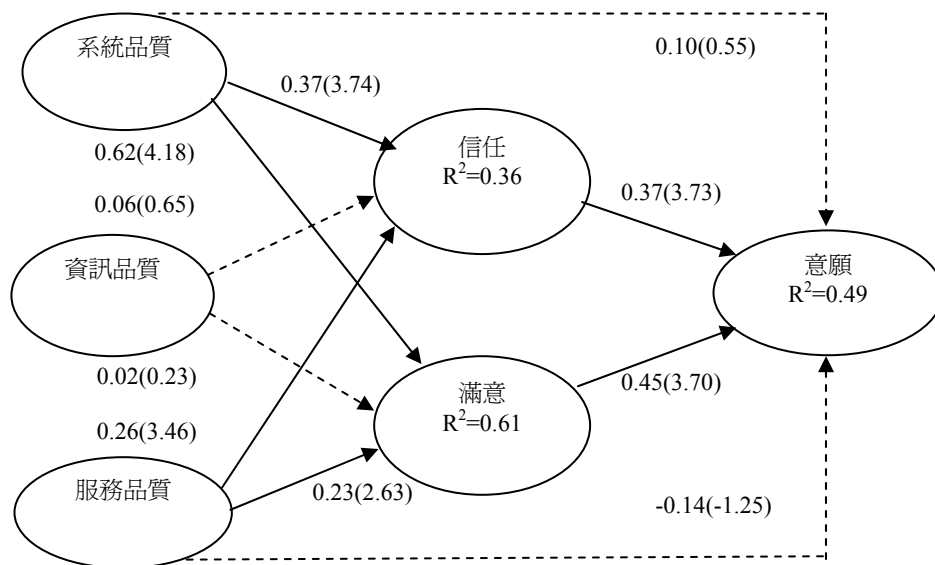 系統品質
0.10(0.55)
0.37(3.74)
信任
R²=0.36
0.62(4.18)
0.37(3.73)
0.06(0.65)
資訊品質
意願
R²=0.49
0.02(0.23)
滿意
R²=0.61
0.45(3.70)
0.26(3.46)
服務品質
0.23(2.63)
-0.14(-1.25)